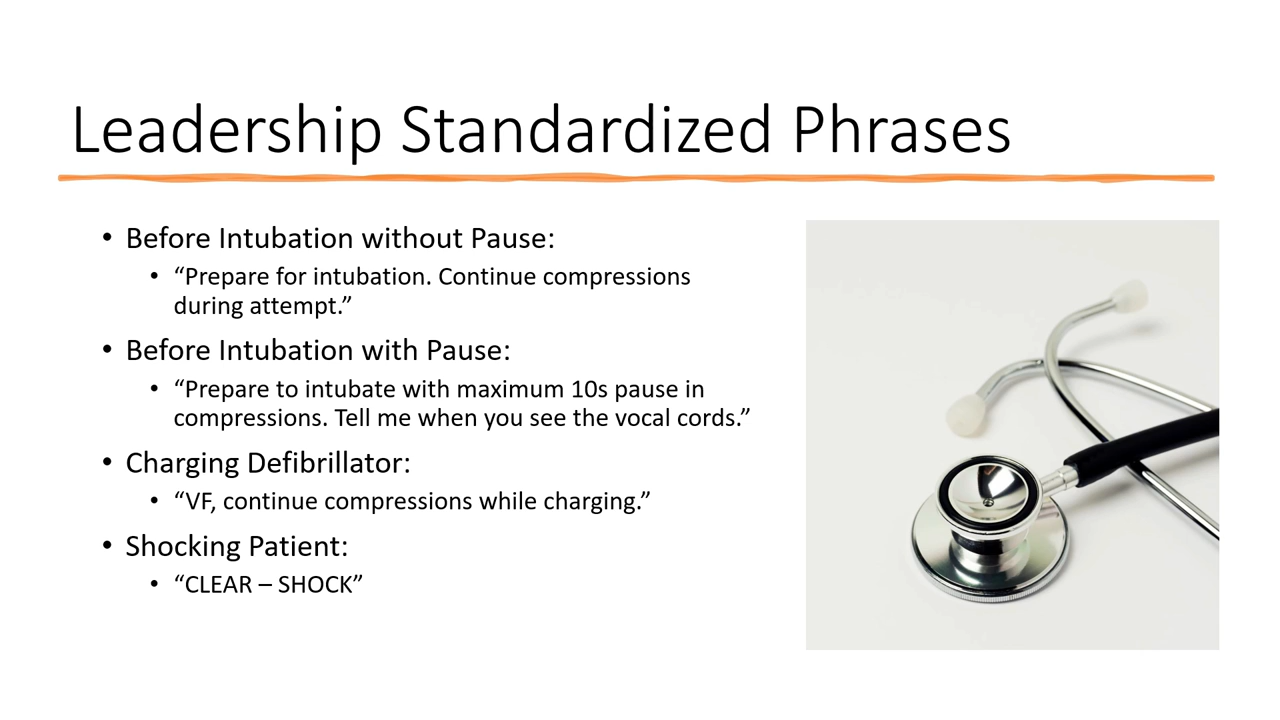 Leadership Standardized Phrases
• Before Intubation without Pause:
• “Prepare for intubation. Continue compressions
during attempt.”
• Before Intubation with Pause:
• “Prepare to intubate with maximum 10s pause in
compressions. Tell me when you see the vocal cords.”
• Charging Defibrillator:
• “VF, continue compressions while charging.”
• Shocking Patient:
• “CLEAR – SHOCK”